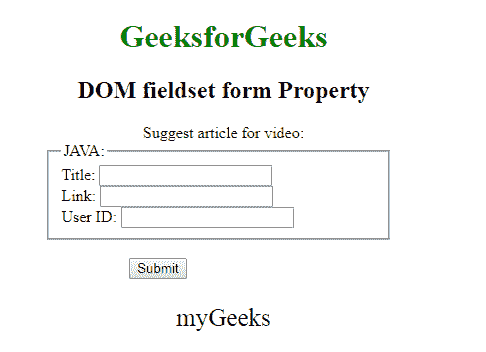 GeeksforGeeks
DOM fieldset form Property
Suggest article for video:
JAVA:
Title:
Link:
User ID:
Submit
myGeeks